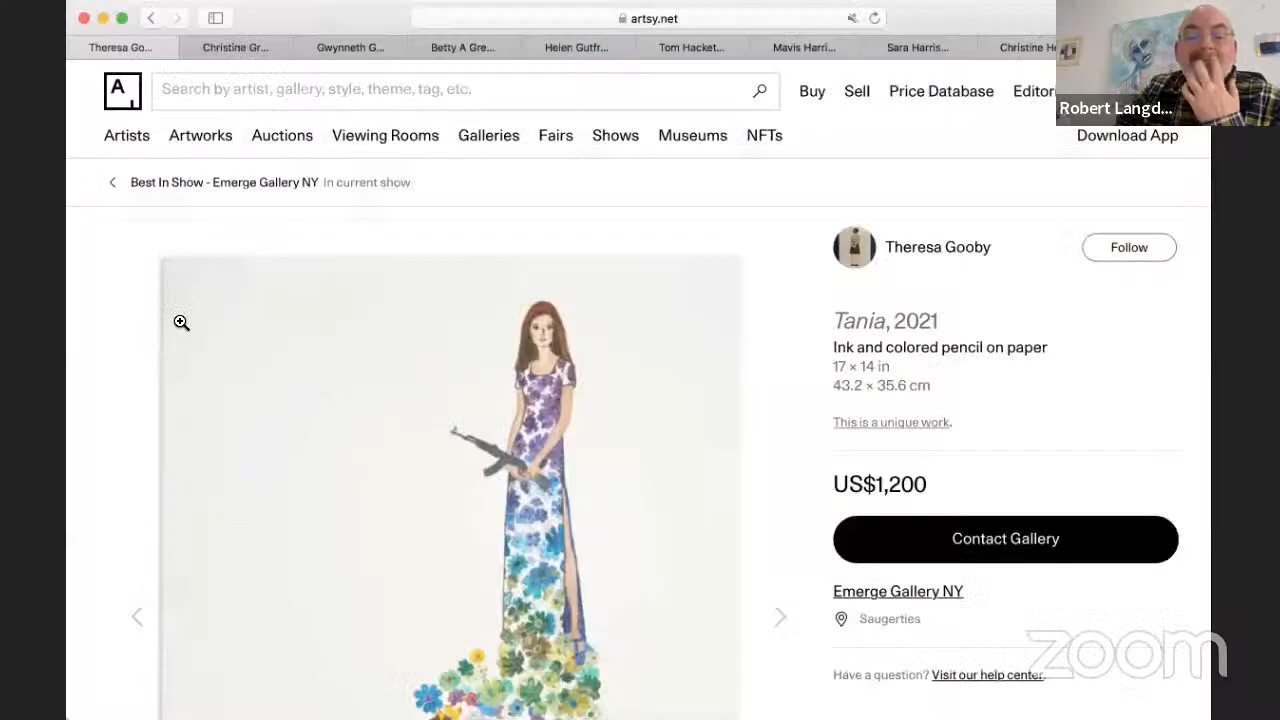 artsy.net
Theresa Go...
Christine Gr...
Gwynneth G...
Betty A Gre...
Helen Gutfr...
Tom Hacket...
Mavis Harri...
Sara Harris...
Christine
A
Search by artist, gallery, style, theme, tag, etc.
Buy
Sell
Price Database
Editor
Robert Langd...
Artists
Artworks
Auctions
Viewing Rooms
Galleries
Fairs
Shows
Museums
NFTs
Download App
Best In Show - Emerge Gallery NY In current show
Theresa Gooby
Follow
Tania, 2021
Ink and colored pencil on paper
17 × 14 in
43.2 × 35.6 cm
This is a unique work.
US$1,200
Contact Gallery
Emerge Gallery NY
Saugerties
zoom
Have a question? Visit our help center.